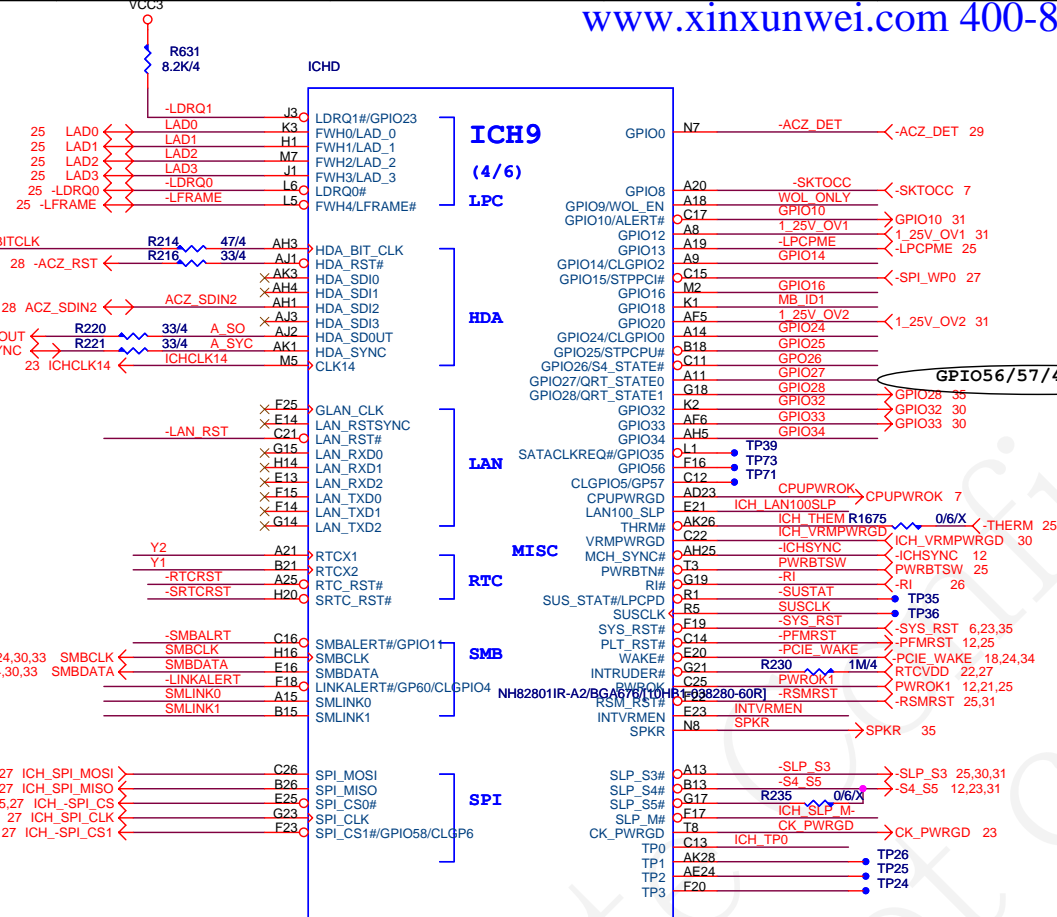 VCC3
www.xinxunwei.com 400-8
R631
8.2K/4
ICHD
ICH9
(4/6)
LPC
-LDRQ1 J3 LDRQ1#/GPIO23
25 LAD0 LAD0 K3 FWH0/LAD_0
25 LAD1 LAD1 H1 FWH1/LAD_1
25 LAD2 LAD2 M7 FWH2/LAD_2
25 LAD3 LAD3 J1 FWH3/LAD_3
25 -LDRQ0 -LDRQ0 L6 LDRQ0#
25 -LFRAME -LFRAME L5 FWH4/LFRAME#
BITCLK R214 47/4 AH3 HDA_BIT_CLK
28 -ACZ_RST R216 33/4 AJ1 HDA_RST#
AK3 HDA_SDI0
AH4 HDA_SDI1
28 ACZ_SDIN2 ACZ_SDIN2 AH1 HDA_SDI2
AJ3 HDA_SDI3
HDA
OUT R220 33/4 A_SO AJ2 HDA_SD0UT
YNC R221 33/4 A_SYC AK1 HDA_SYNC
23 ICHCLK14 ICHCLK14 M5 CLK14
F25 GLAN_CLK
E14 LAN_RSTSYNC
-LAN_RST C21 LAN_RST#
G15 LAN_RXD0
H14 LAN_RXD1
LAN
E13 LAN_RXD2
F15 LAN_TXD0
F14 LAN_TXD1
G14 LAN_TXD2
MISC
Y2 A21 RTCX1
Y1 B21 RTCX2
-RTCRST A25 RTC_RST#
RTC
-SRTCRST H20 SRTC_RST#
-SMBALRT C16 SMBALERT#/GPIO11
24,30,33 SMBCLK SMBCLK H16 SMBCLK
SMB
,30,33 SMBDATA SMBDATA E16 SMBDATA
-LINKALERT F18 LINKALERT#/GP60/CLGPIO4
SMLINK0 A15 SMLINK0
SMLINK1 B15 SMLINK1
NH82801IR-A2/BGA676/[10HB1-038280-60R]
27 ICH_SPI_MOSI C26 SPI_MOSI
27 ICH_SPI_MISO B26 SPI_MISO
5,27 ICH_-SPI_CS E25 SPI_CS0#
SPI
27 ICH_SPI_CLK G23 SPI_CLK
27 ICH_-SPI_CS1 F23 SPI_CS1#/GPIO58/CLGP6
GPIO0 N7 -ACZ_DET -ACZ_DET 29
GPIO8 A20 -SKTOCC -SKTOCC 7
GPIO9/WOL_EN A18 WOL_ONLY
GPIO10/ALERT# C17 GPIO10 GPIO10 31
GPIO12 A8 1_25V_OV1 1_25V_OV1 31
GPIO13 A19 -LPCPME -LPCPME 25
GPIO14/CLGPIO2 A9 GPIO14
GPIO15/STPPCI# C15 -SPI_WP0 27
GPIO16 M2 GPIO16
GPIO18 K1 MB_ID1
GPIO20 AF5 1_25V_OV2 1_25V_OV2 31
GPIO24/CLGPIO0 A14 GPIO24
GPIO25/STPCPU# B18 GPIO25
GPIO26/S4_STATE# C11 GPO26
GPIO27/QRT_STATE0 A11 GPIO27 GPIO56/57/4
GPIO28/QRT_STATE1 G18 GPIO28 GPIO28 35
GPIO32 K2 GPIO32 GPIO32 30
GPIO33 AF6 GPIO33 GPIO33 30
GPIO34 AH5 GPIO34
SATACLKREQ#/GPIO35 L1 TP39
GPIO56 F16 TP73
CLGPIO5/GP57 C12 TP71
CPUPWRGD AD23 CPUPWROK CPUPWROK 7
LAN100_SLP E21 ICH_LAN100SLP
THRM# AK26 ICH_THEM R1675 0/6/X -THERM 25
VRMPWRGD C22 ICH_VRMPWRGD ICH_VRMPWRGD 30
MCH_SYNC# AH25 -ICHSYNC -ICHSYNC 12
PWRBTN# T3 PWRBTSW PWRBTSW 25
RI# G19 -RI -RI 26
SUS_STAT#/LPCPD R1 -SUSTAT TP35
SUSCLK R5 SUSCLK TP36
SYS_RST# F19 -SYS_RST -SYS_RST 6,23,35
PLT_RST# C14 -PFMRST -PFMRST 12,25
WAKE# E20 -PCIE_WAKE -PCIE_WAKE 18,24,34
INTRUDER# G21 R230 1M/4 RTCVDD 22,27
PWROK C25 PWROK1 PWROK1 12,21,25
RSM_RST# -RSMRST -RSMRST 25,31
INTVRMEN E23 INTVRMEN
SPKR N8 SPKR SPKR 35
SLP_S3# A13 -SLP_S3 -SLP_S3 25,30,31
SLP_S4# B13 -S4_S5 -S4_S5 12,23,31
SLP_S5# G17 R235 0/6/X
SLP_M# F17 ICH_SLP_M-
CK_PWRGD T8 CK_PWRGD CK_PWRGD 23
TP0 C13 ICH_TP0
TP1 AK28 TP26
TP2 AE24 TP25
TP3 F20 TP24